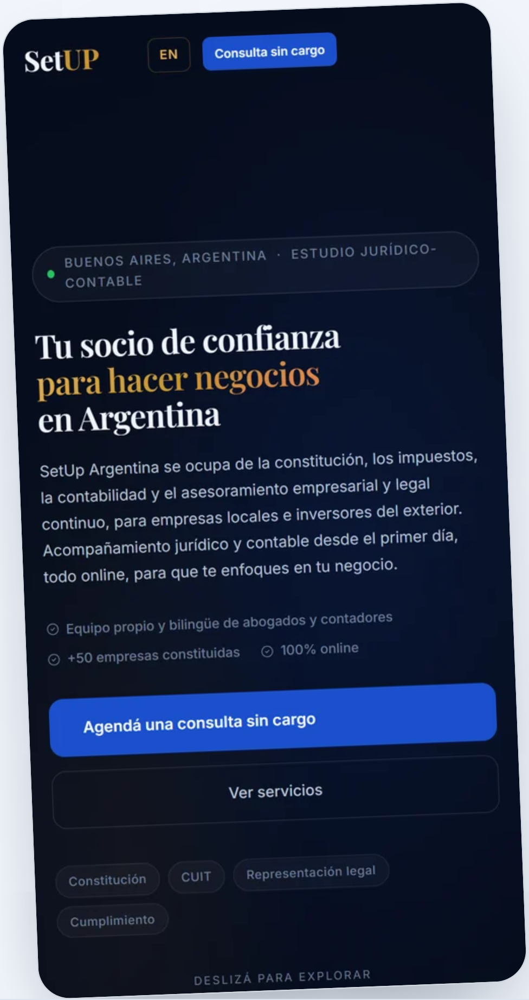 SetUP
EN
Consulta sin cargo
BUENOS AIRES, ARGENTINA · ESTUDIO JURÍDICO-
CONTABLE
Tu socio de confianza
para hacer negocios
en Argentina
SetUp Argentina se ocupa de la constitución, los impuestos,
la contabilidad y el asesoramiento empresarial y legal
continuo, para empresas locales e inversores del exterior.
Acompañamiento jurídico y contable desde el primer día,
todo online, para que te enfoques en tu negocio.
Equipo propio y bilingüe de abogados y contadores
+50 empresas constituidas
100% online
Agendá una consulta sin cargo
Ver servicios
Constitución
CUIT
Representación legal
Cumplimiento
DESLIZÁ PARA EXPLORAR